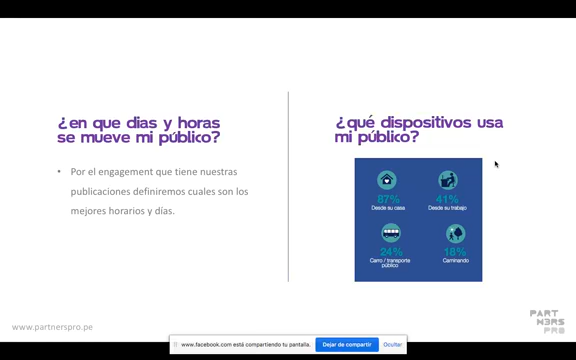 ¿en que dias y horas
se mueve mi público?
• Por el engagement que tiene nuestras
publicaciones definiremos cuales son los
mejores horarios y días.
¿qué dispositivos usa
mi público?
87%
Desde su casa
41%
Desde su trabajo
24%
Carro / transporte
público
18%
Caminando
www.partnerspro.pe
PART
N3RS
PRO
www.facebook.com está compartiendo tu pantalla.
Dejar de compartir
Ocultar